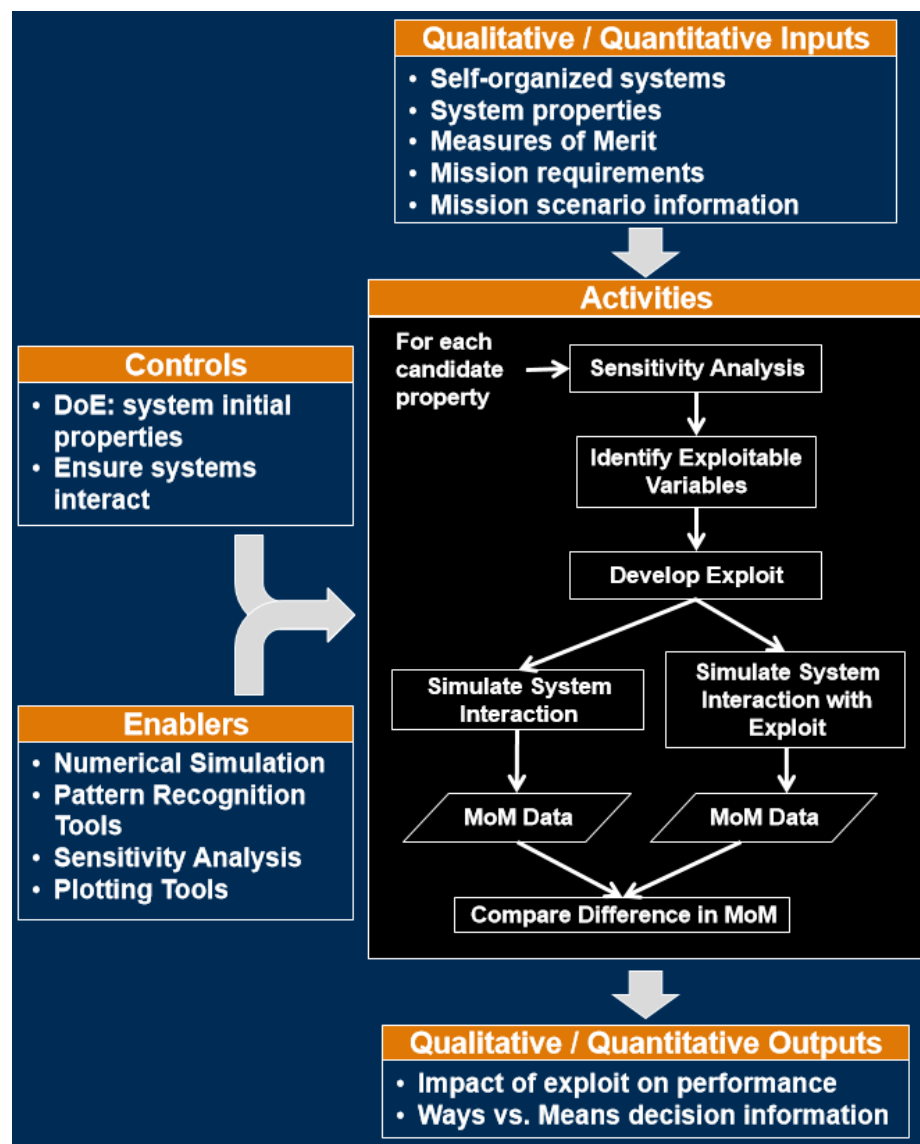 Qualitative / Quantitative Inputs
• Self-organized systems
• System properties
• Measures of Merit
• Mission requirements
• Mission scenario information
Controls
• DoE: system initial
properties
• Ensure systems
interact
Enablers
• Numerical Simulation
• Pattern Recognition
Tools
• Sensitivity Analysis
• Plotting Tools
Activities
For each
candidate
property
Sensitivity Analysis
Identify Exploitable
Variables
Develop Exploit
Simulate System
Interaction
Simulate System
Interaction with
Exploit
MoM Data
MoM Data
Compare Difference in MoM
Qualitative / Quantitative Outputs
• Impact of exploit on performance
• Ways vs. Means decision information